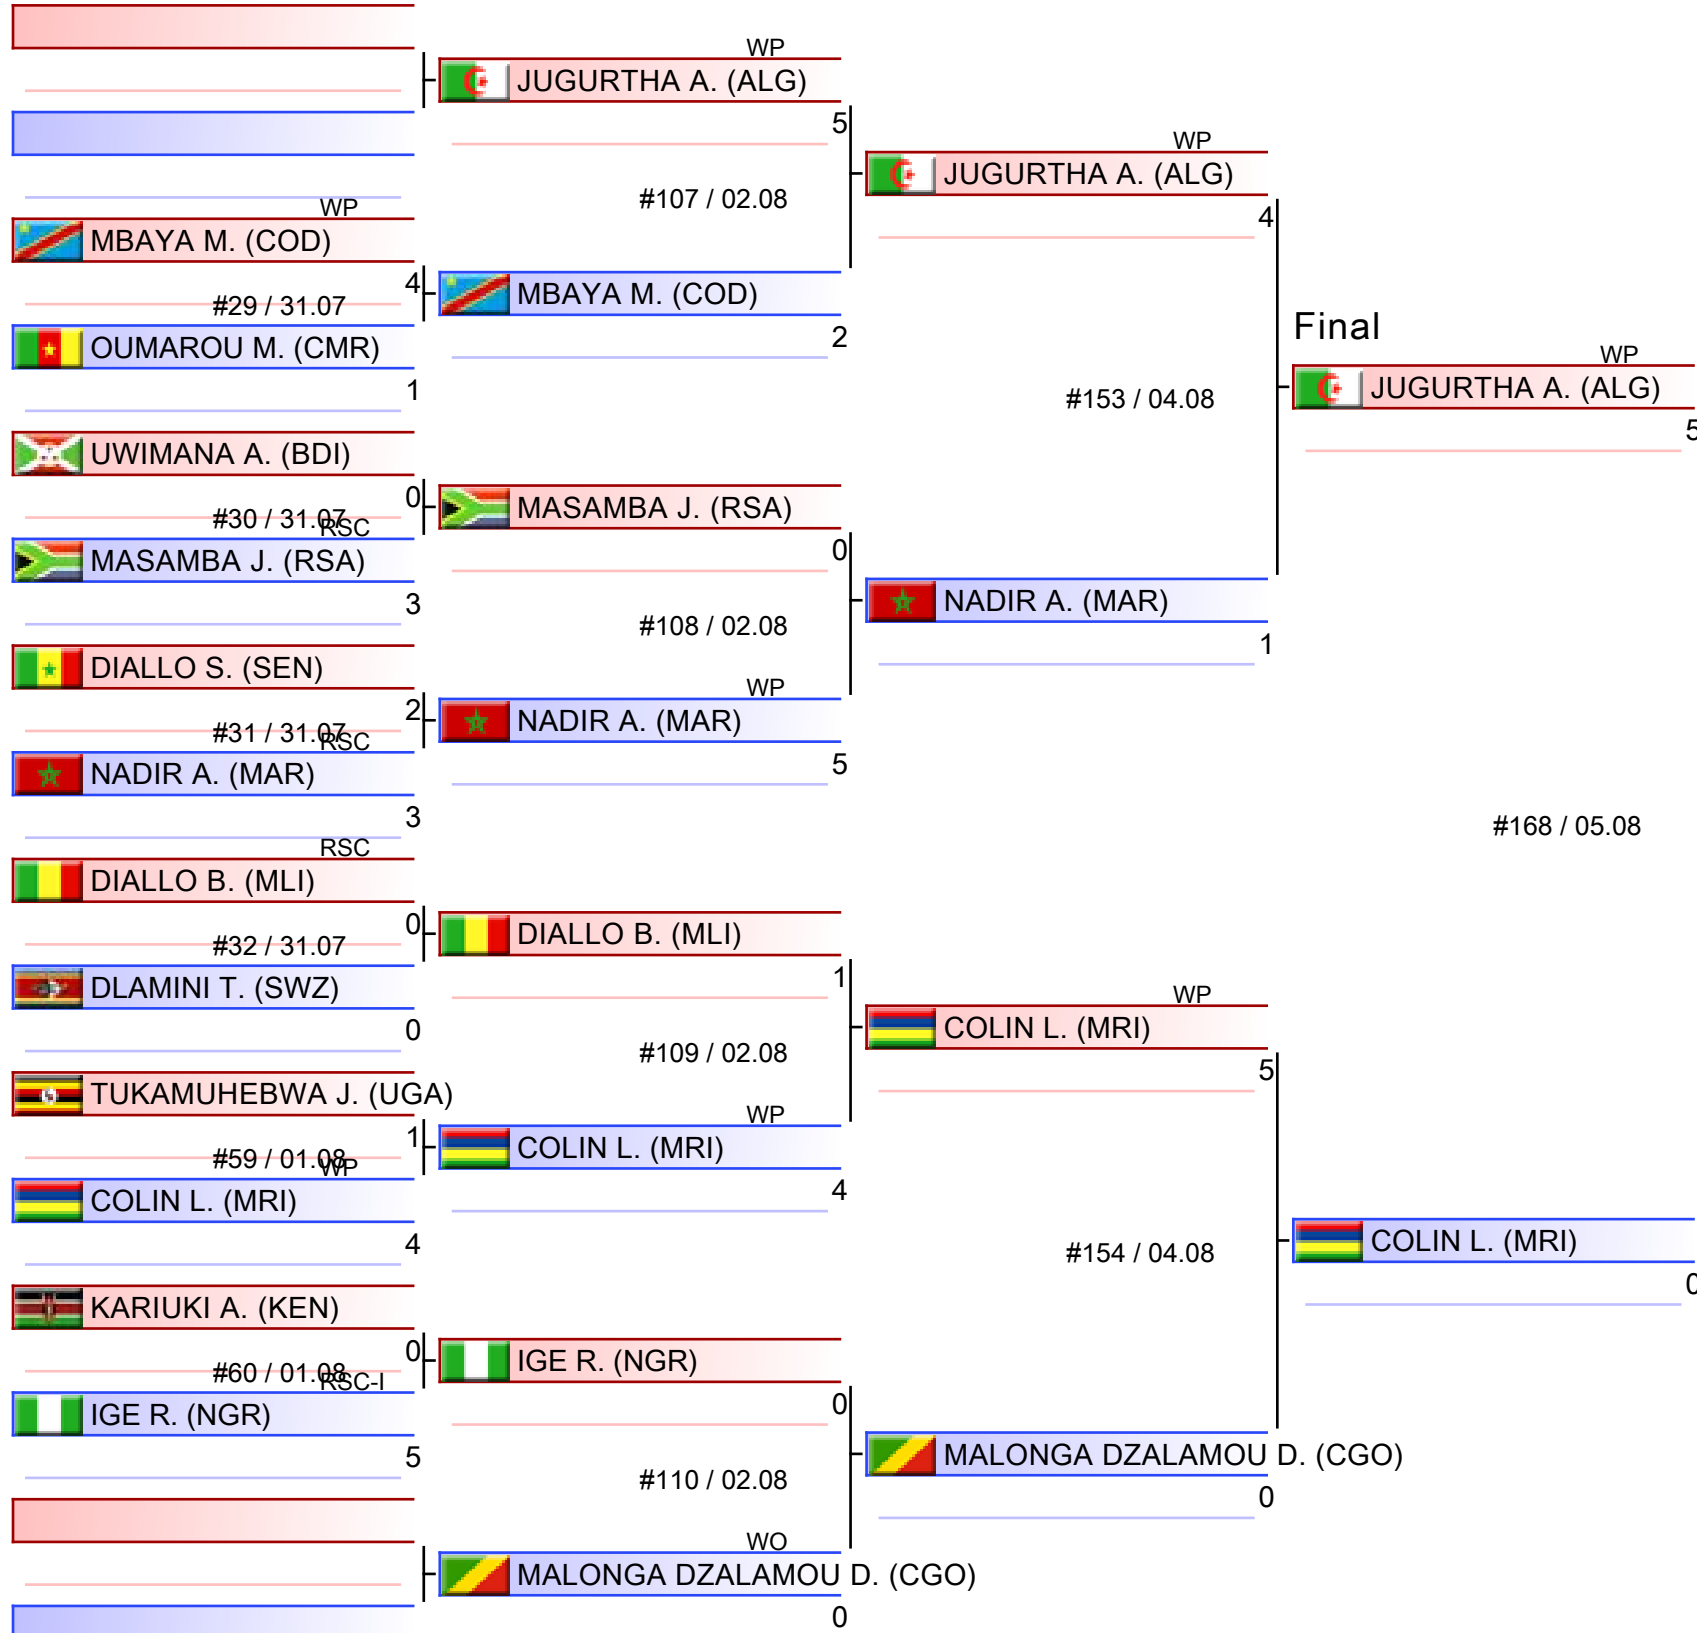 WP
JUGURTHA A. (ALG)
5
WP
JUGURTHA A. (ALG)
4
#107 / 02.08
WP
MBAYA M. (COD)
4
MBAYA M. (COD)
2
#29 / 31.07
OUMAROU M. (CMR)
1
Final
WP
JUGURTHA A. (ALG)
5
#153 / 04.08
UWIMANA A. (BDI)
0
MASAMBA J. (RSA)
0
#30 / 31.07
RSC
MASAMBA J. (RSA)
3
NADIR A. (MAR)
1
#108 / 02.08
DIALLO S. (SEN)
2
WP
NADIR A. (MAR)
5
#31 / 31.07
RSC
NADIR A. (MAR)
3
#168 / 05.08
RSC
DIALLO B. (MLI)
0
DIALLO B. (MLI)
1
#32 / 31.07
DLAMINI T. (SWZ)
0
WP
COLIN L. (MRI)
5
#109 / 02.08
TUKAMUHEBWA J. (UGA)
1
WP
COLIN L. (MRI)
4
#59 / 01.08
WP
COLIN L. (MRI)
4
#154 / 04.08
COLIN L. (MRI)
0
KARIUKI A. (KEN)
0
IGE R. (NGR)
0
#60 / 01.08
RSC-I
IGE R. (NGR)
5
MALONGA DZALAMOU D. (CGO)
0
#110 / 02.08
WO
MALONGA DZALAMOU D. (CGO)
0